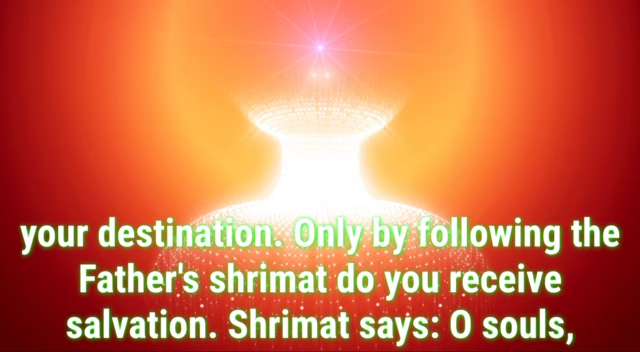 your destination. Only by following the
Father's shrimat do you receive
salvation. Shrimat says: O souls,